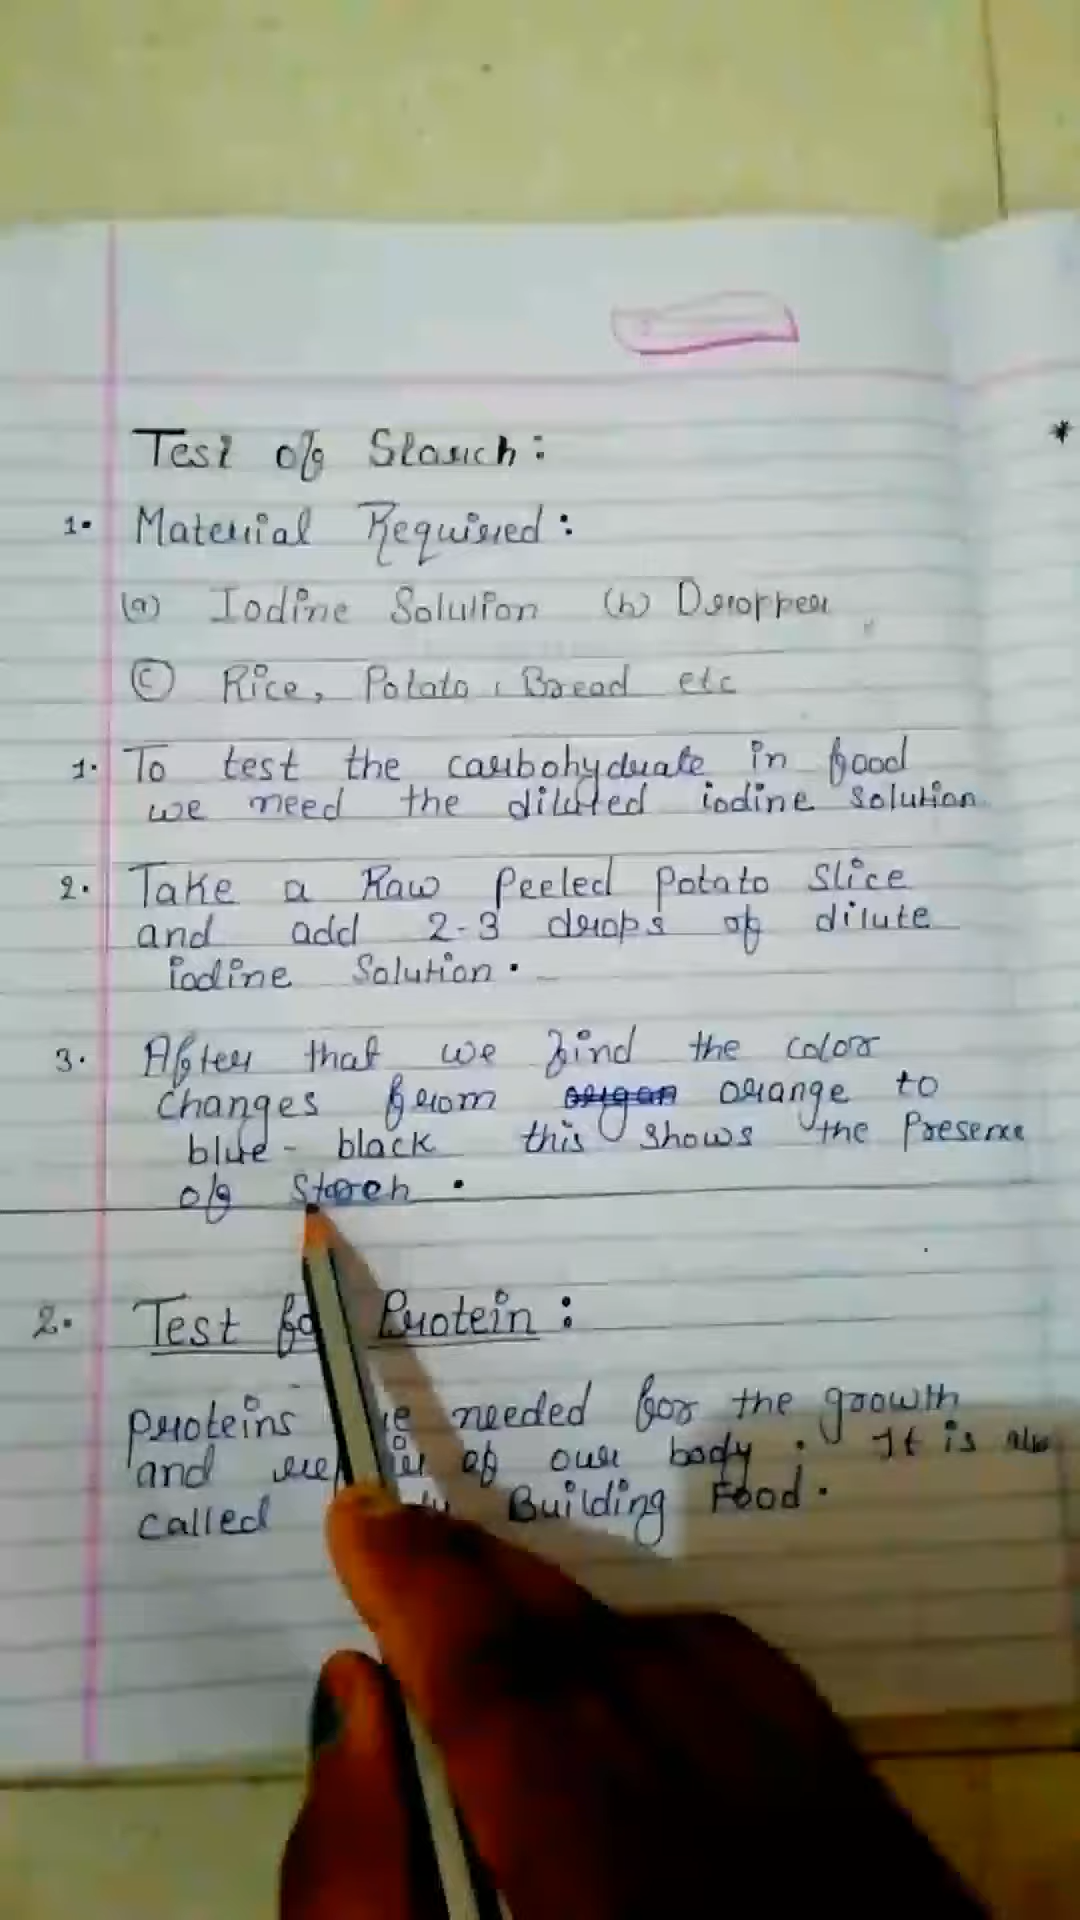 Test of Starch:
1. Material Required:
(a) Iodine Solution (b) Dropper
(c) Rice, Potato, Bread etc
1. To test the carbohydrate in food
we need the diluted iodine solution
2. Take a Raw Peeled Potato Slice
and add 2-3 drops of dilute
iodine Solution.
3. After that we find the color
changes from orange to
blue - black this shows the Presence
of Starch.
2. Test Protein:
proteins needed for the growth
and of our body. It is also
called Building Food.